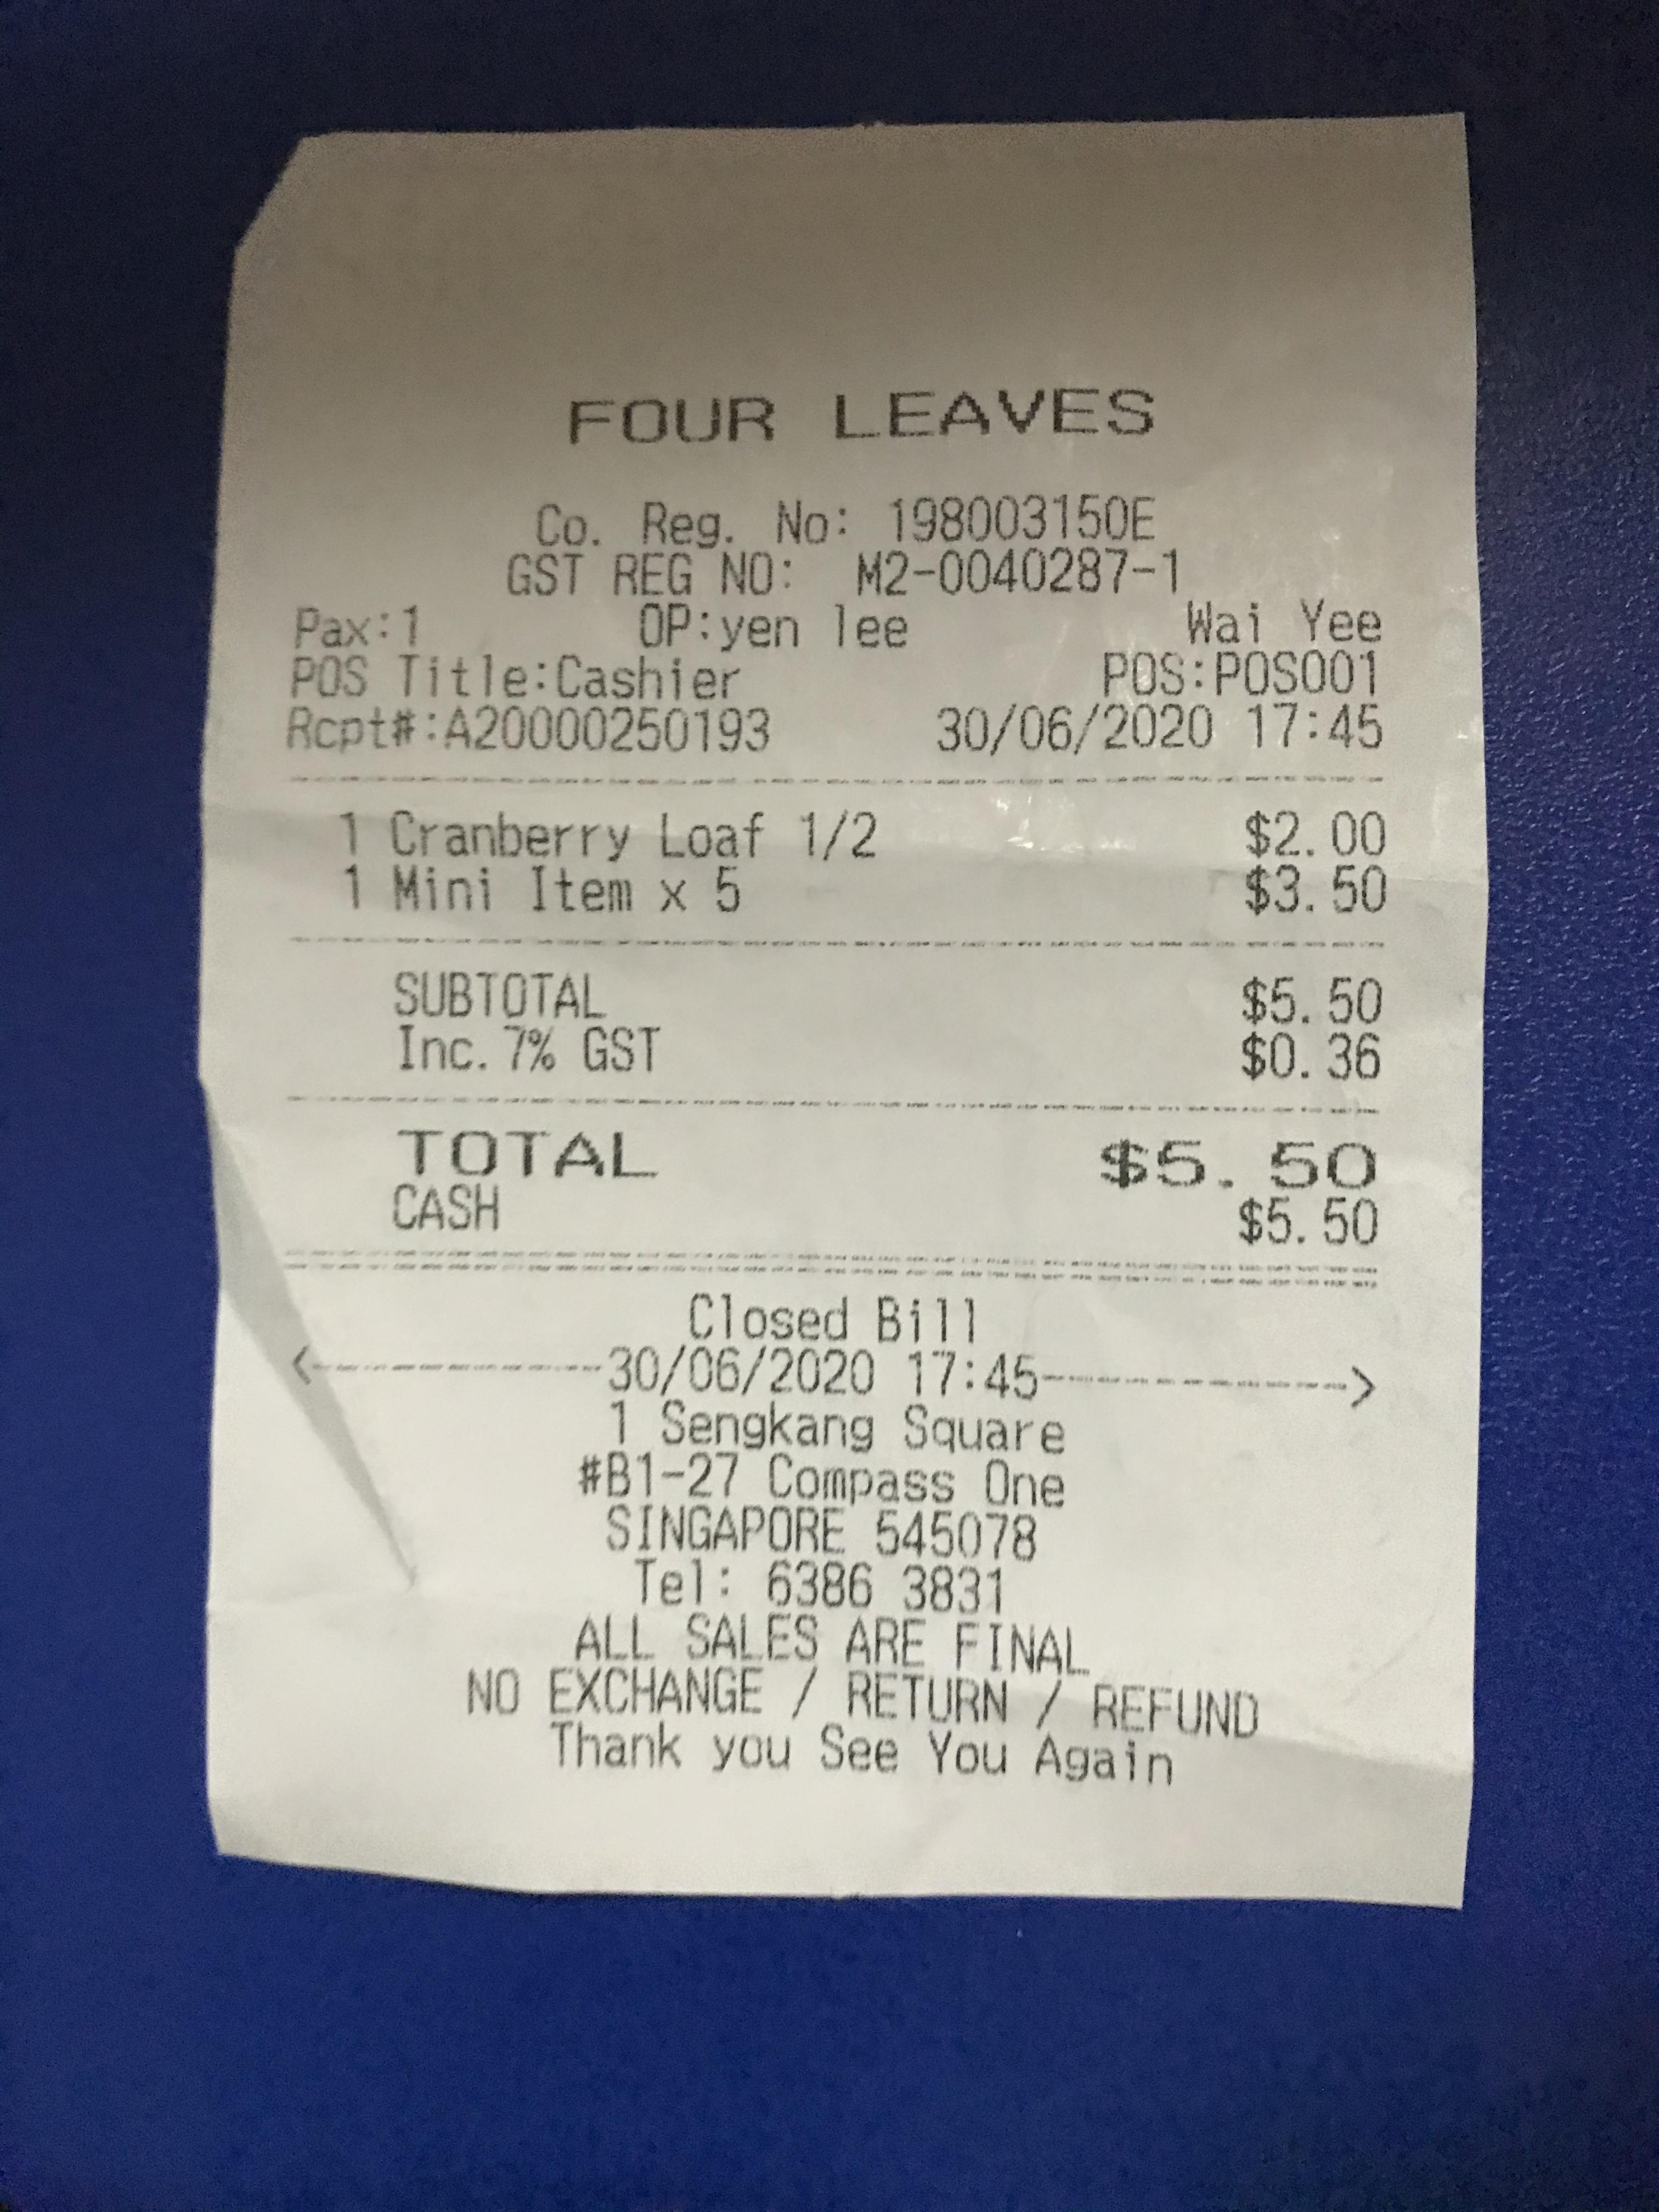 FOUR LEAVES
Co. Reg. No: 198003150E
GST REG NO: M2-0040287-1
Pax:1 OP:yen lee Wai Yee
POS Title:Cashier POS:POS001
Rcpt#:A20000250193 30/06/2020 17:45
1 Cranberry Loaf 1/2 $2.00
1 Mini Item x 5 $3.50
SUBTOTAL $5.50
Inc.7% GST $0.36
TOTAL $5.50
CASH $5.50
Closed Bill
<----------30/06/2020 17:45---------->
1 Sengkang Square
#B1-27 Compass One
SINGAPORE 545078
Tel: 6386 3831
ALL SALES ARE FINAL
NO EXCHANGE / RETURN / REFUND
Thank you See You Again